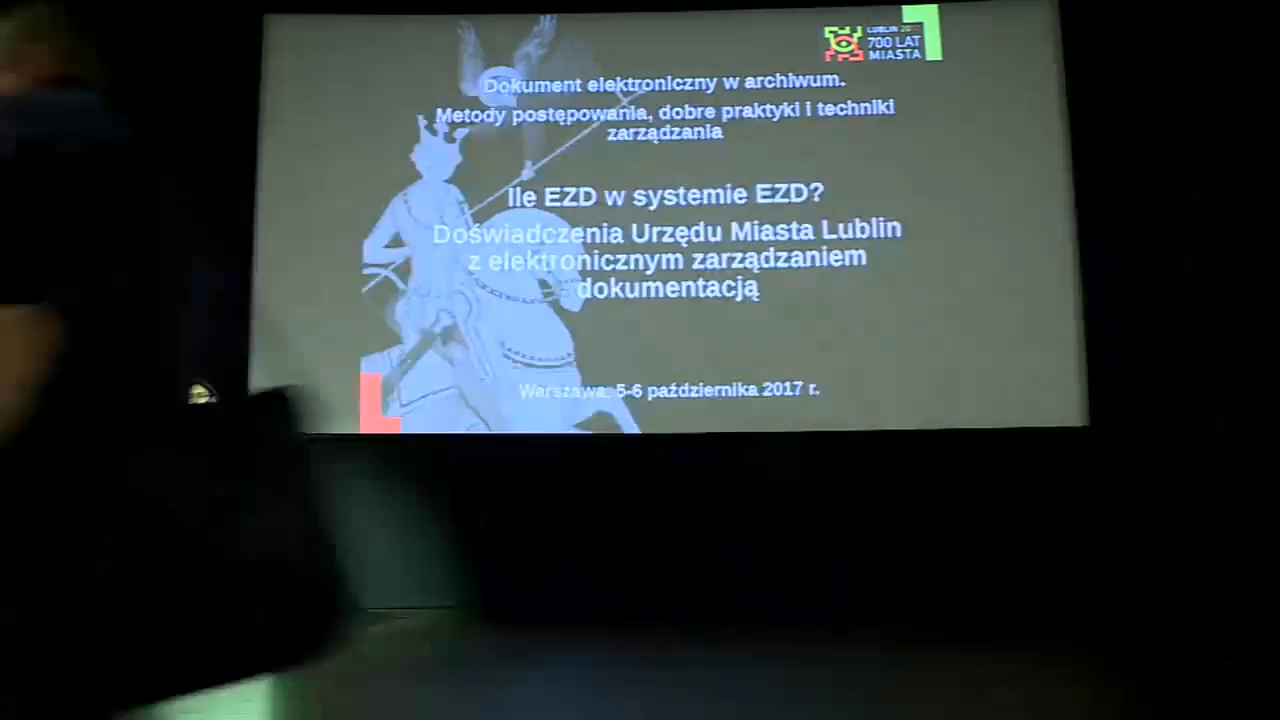 LUBLIN
700 LAT
MIASTA
Dokument elektroniczny w archiwum.
Metody postępowania, dobre praktyki i techniki
zarządzania
Ile EZD w systemie EZD?
Doświadczenia Urzędu Miasta Lublin
z elektronicznym zarządzaniem
dokumentacją
Warszawa, 5-6 października 2017 r.